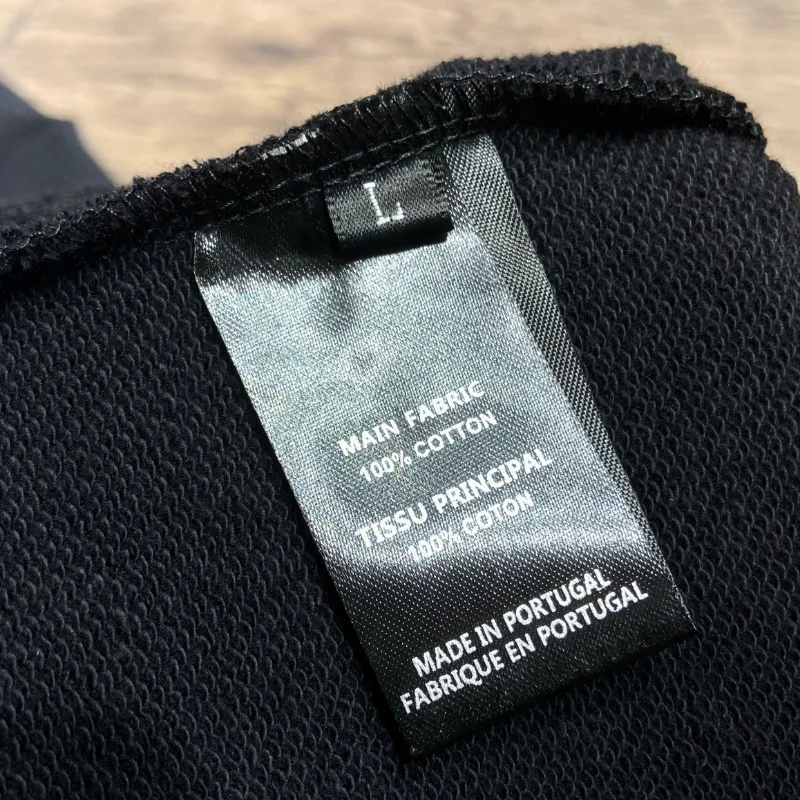 L
MAIN FABRIC
100% COTTON
TISSU PRINCIPAL
100% COTON
MADE IN PORTUGAL
FABRIQUE EN PORTUGAL